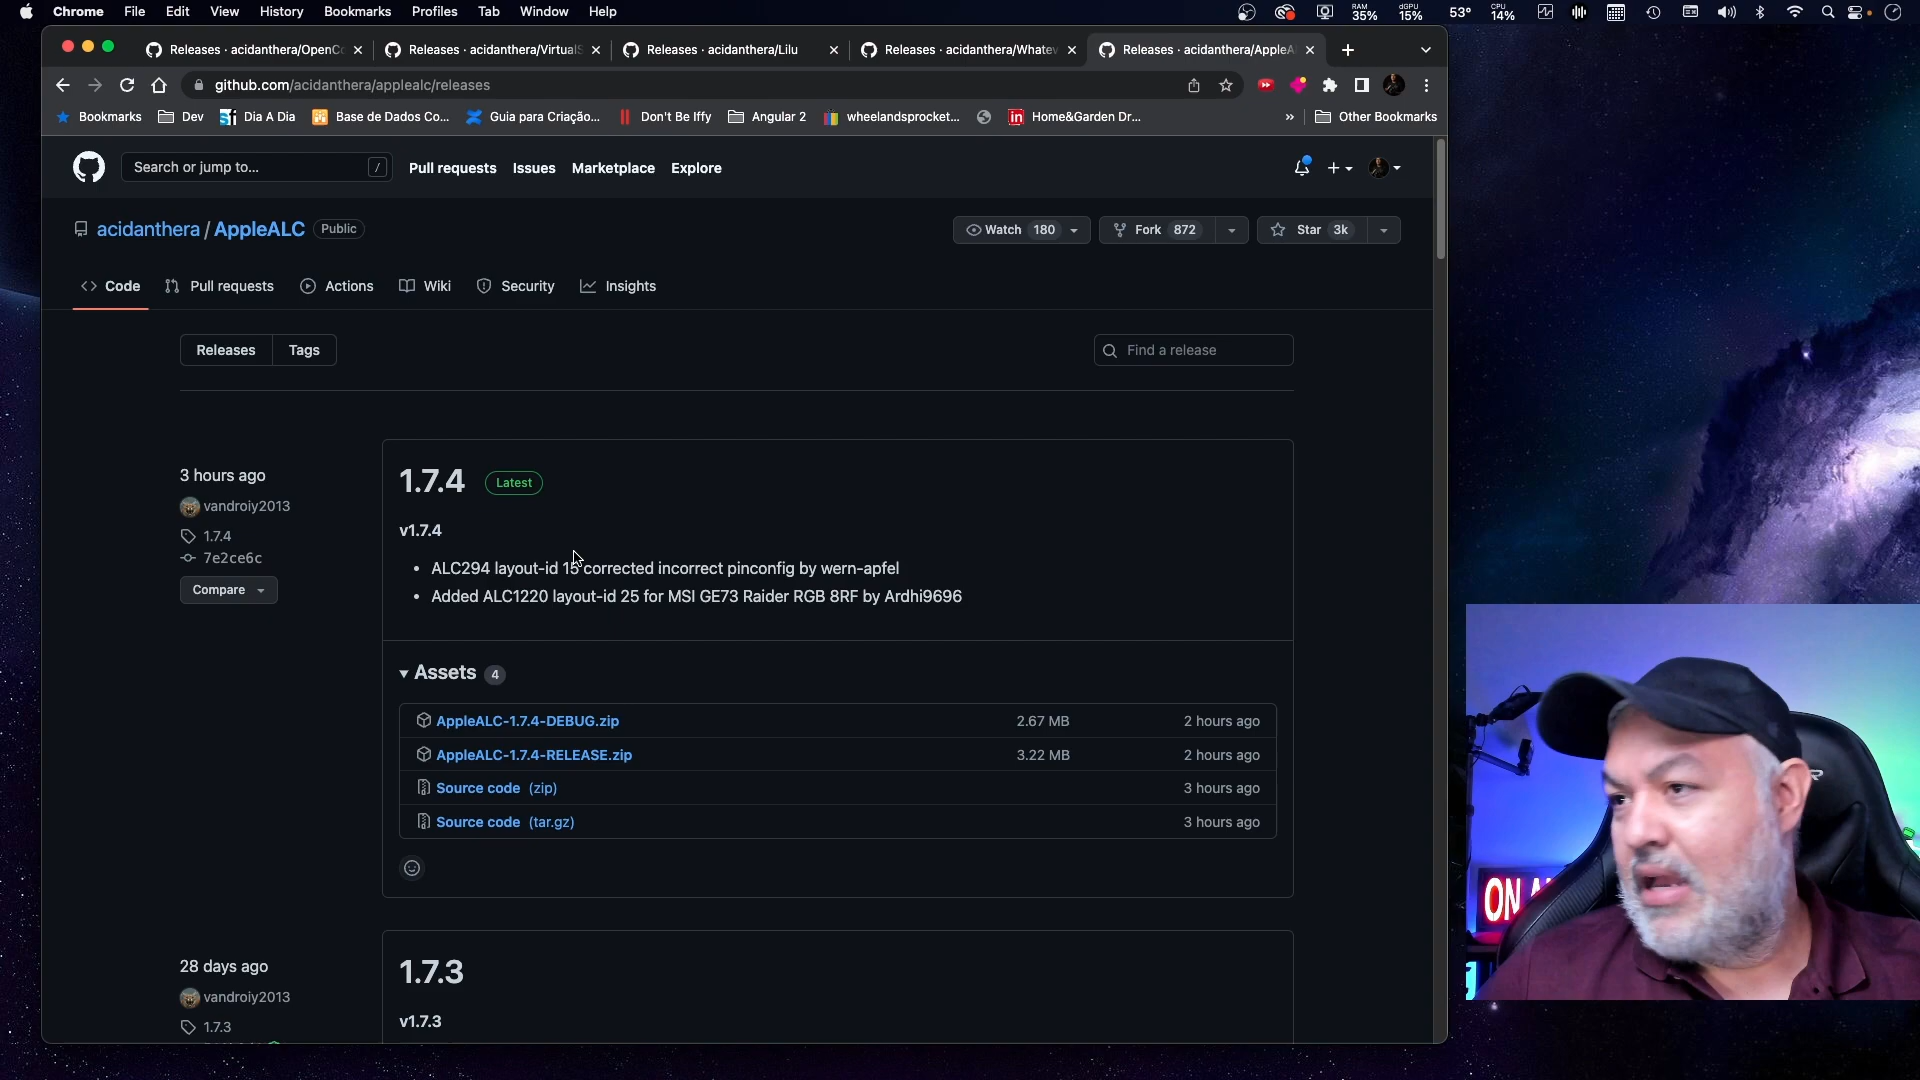 Chrome File Edit View History Bookmarks Profiles Tab Window Help RAM 35% dGPU 15% 53° CPU 14%
Releases · acidanthera/OpenC Releases · acidanthera/VirtualS Releases · acidanthera/Lilu Releases · acidanthera/Whatev Releases · acidanthera/AppleA
github.com/acidanthera/applealc/releases
Bookmarks Dev Dia A Dia Base de Dados Co... Guia para Criação... Don't Be Iffy Angular 2 wheelandsprocket... Home&Garden Dr... » Other Bookmarks
Search or jump to... / Pull requests Issues Marketplace Explore
acidanthera / AppleALC Public Watch 180 Fork 872 Star 3k
Code Pull requests Actions Wiki Security Insights
Releases Tags Find a release
3 hours ago
vandroiy2013
1.7.4
7e2ce6c
Compare
1.7.4 Latest
v1.7.4
• ALC294 layout-id 15 corrected incorrect pinconfig by wern-apfel
• Added ALC1220 layout-id 25 for MSI GE73 Raider RGB 8RF by Ardhi9696
Assets 4
AppleALC-1.7.4-DEBUG.zip 2.67 MB 2 hours ago
AppleALC-1.7.4-RELEASE.zip 3.22 MB 2 hours ago
Source code (zip) 3 hours ago
Source code (tar.gz) 3 hours ago
28 days ago
vandroiy2013
1.7.3
1.7.3
v1.7.3
ON